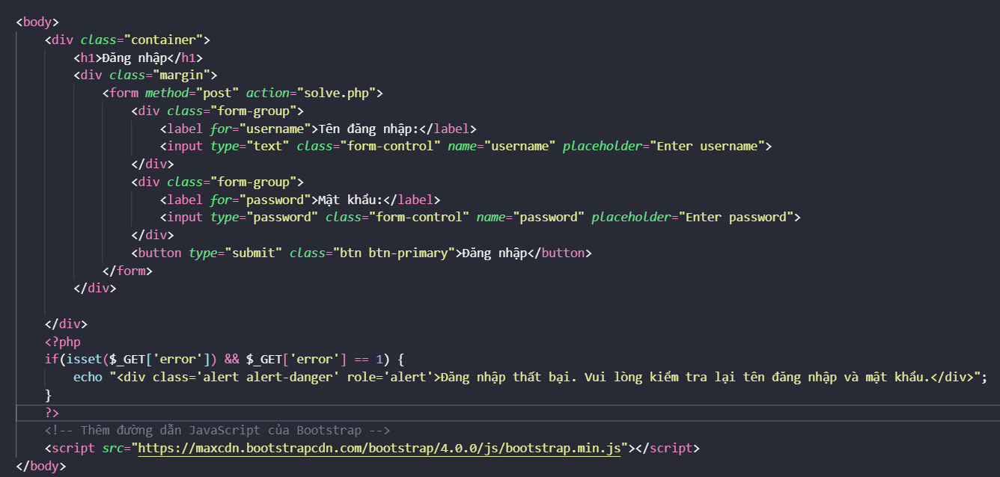 <body>
<div class="container">
<h1>Đăng nhập</h1>
<div class="margin">
<form method="post" action="solve.php">
<div class="form-group">
<label for="username">Tên đăng nhập:</label>
<input type="text" class="form-control" name="username" placeholder="Enter username">
</div>
<div class="form-group">
<label for="password">Mật khẩu:</label>
<input type="password" class="form-control" name="password" placeholder="Enter password">
</div>
<button type="submit" class="btn btn-primary">Đăng nhập</button>
</form>
</div>
</div>
<?php
if(isset($_GET['error']) && $_GET['error'] == 1) {
echo "<div class='alert alert-danger' role='alert'>Đăng nhập thất bại. Vui lòng kiểm tra lại tên đăng nhập và mật khẩu.</div>";
}
?>
<!-- Thêm đường dẫn JavaScript của Bootstrap -->
<script src="https://maxcdn.bootstrapcdn.com/bootstrap/4.0.0/js/bootstrap.min.js"></script>
</body>